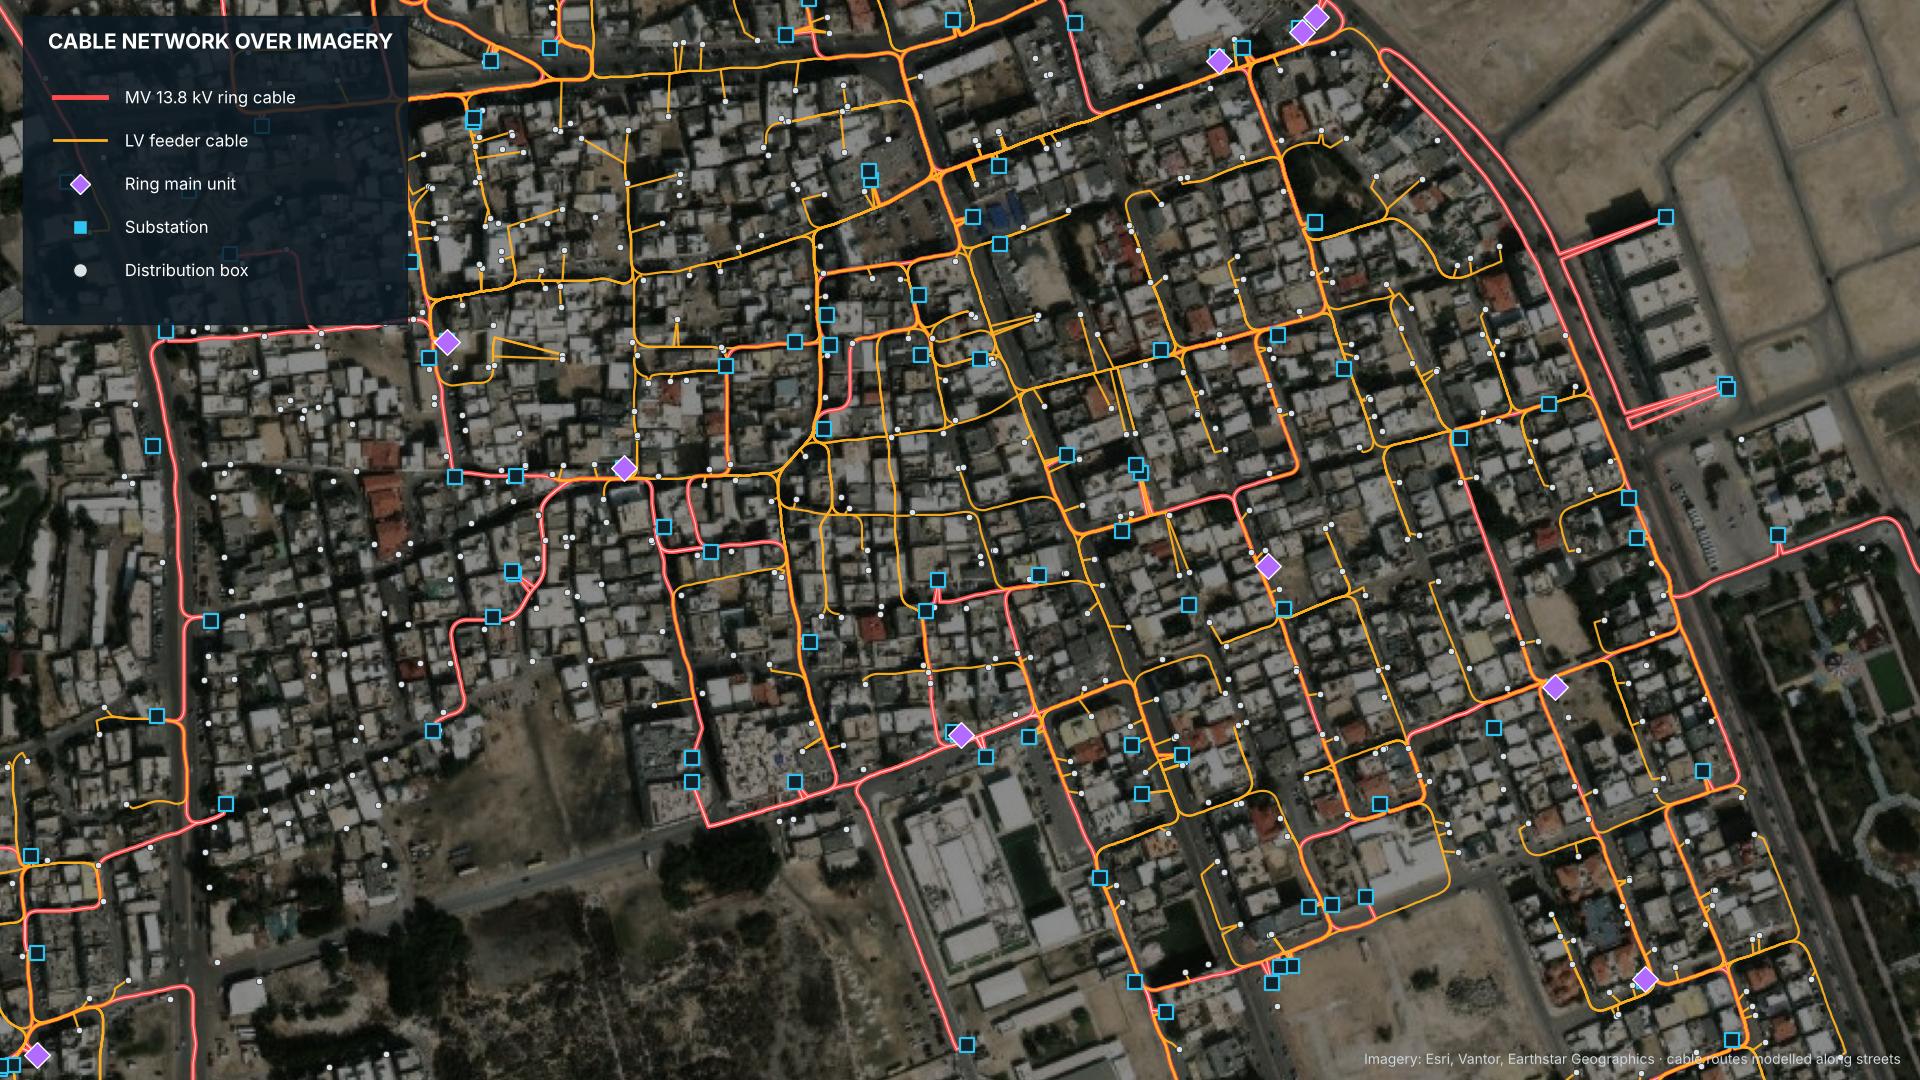 CABLE NETWORK OVER IMAGERY
MV 13.8 kV ring cable
LV feeder cable
Ring main unit
Substation
Distribution box
Imagery: Esri, Vantor, Earthstar Geographics · cable routes modelled along streets